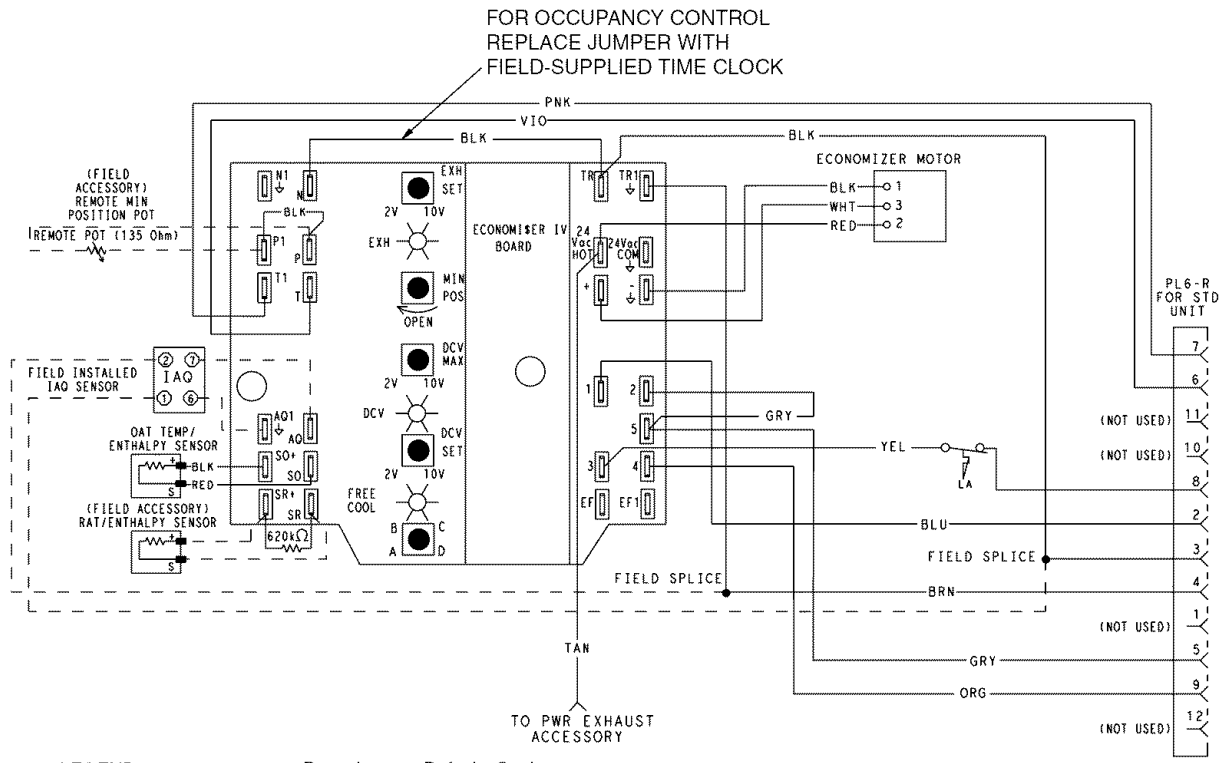 FOR OCCUPANCY CONTROL
REPLACE JUMPER WITH
FIELD-SUPPLIED TIME CLOCK
PNK
VIO
BLK
BLK
ECONOMIZER MOTOR
BLK 1
WHT 3
RED 2
(FIELD
ACCESSORY)
REMOTE MIN
POSITION POT
REMOTE POT (135 Ohm)
N1
N
BLK
P1
P
T1
T
EXH
SET
2V 10V
EXH
MIN
POS
OPEN
DCV
MAX
2V 10V
DCV
DCV
SET
2V 10V
FREE
COOL
B C
A D
ECONOMI$ER IV
BOARD
TR
TR1
24
Vac
HOT
24Vac
COM
+
-
1
2
5
3
4
EF
EF1
GRY
YEL
LA
BLU
FIELD SPLICE
FIELD INSTALLED
IAQ SENSOR
2 7
IAQ
1 6
AQ1
AQ
OAT TEMP/
ENTHALPY SENSOR
+
S
BLK
RED
SO+
SO
(FIELD ACCESSORY)
RAT/ENTHALPY SENSOR
+
S
SR+
SR
620kΩ
FIELD SPLICE
BRN
TAN
GRY
ORG
TO PWR EXHAUST
ACCESSORY
PL6-R
FOR STD
UNIT
7
6
(NOT USED) 11
(NOT USED) 10
8
2
3
4
(NOT USED) 1
5
9
(NOT USED) 12